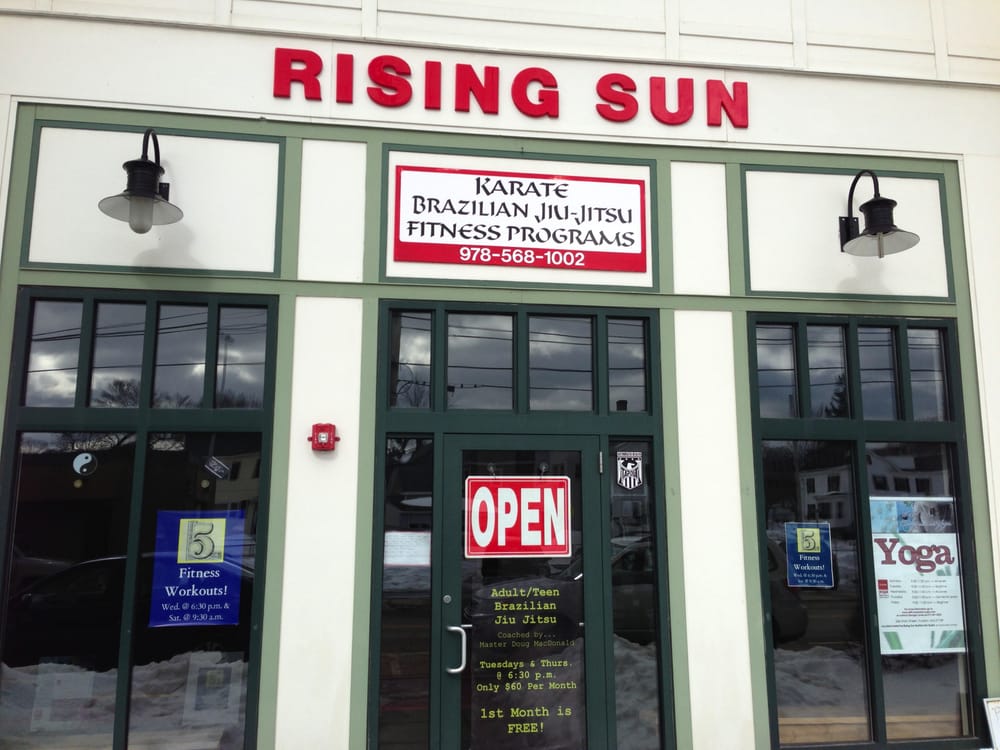 RISING SUN
KARATE
BRAZILIAN JIU-JITSU
FITNESS PROGRAMS
978-568-1002
OPEN
Adult/Teen
Brazilian
Jiu Jitsu
Coached by...
Master Doug MacDonald
Tuesdays & Thurs.
@ 6:30 p.m.
Only $60 Per Month
1st Month is
FREE!
5
Fitness
Workouts!
Wed. @ 6:30 p.m. &
Sat. @ 9:30 a.m.
5
Fitness
Workouts!
Yoga